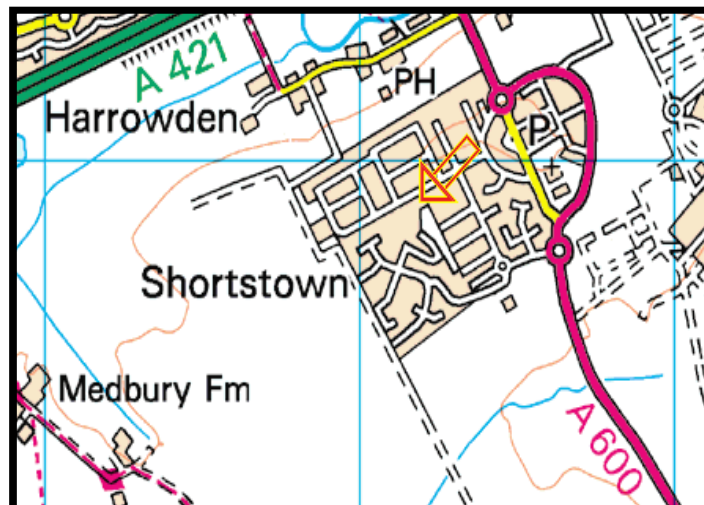 A 421
PH
Harrowden
P
Shortstown
Medbury Fm
A 600